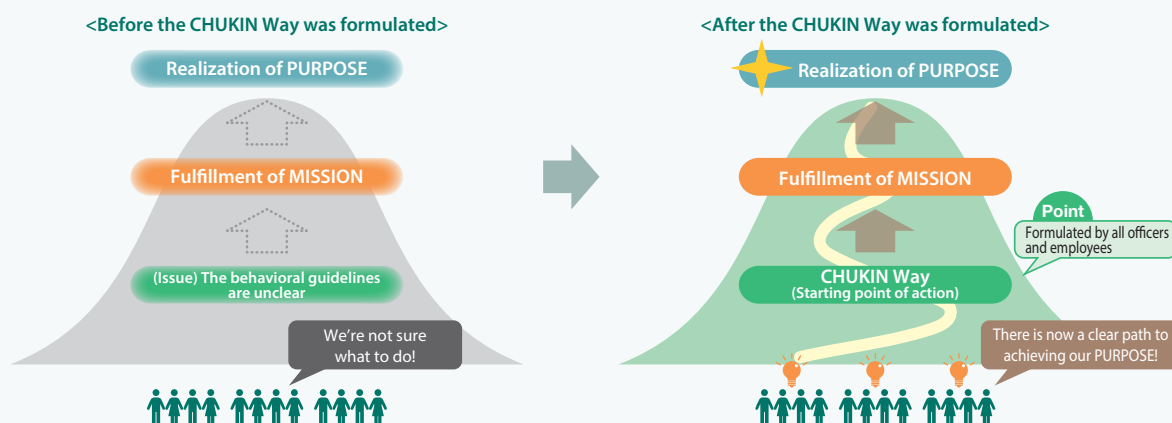 <Before the CHUKIN Way was formulated>
Realization of PURPOSE
Fulfillment of MISSION
(Issue) The behavioral guidelines
are unclear
We're not sure
what to do!
<After the CHUKIN Way was formulated>
Realization of PURPOSE
Fulfillment of MISSION
Point
Formulated by all officers
and employees
CHUKIN Way
(Starting point of action)
There is now a clear path to
achieving our PURPOSE!